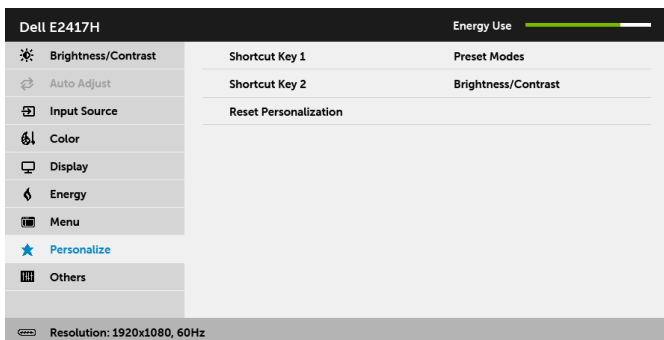 Dell E2417H Energy Use
Brightness/Contrast Shortcut Key 1 Preset Modes
Auto Adjust Shortcut Key 2 Brightness/Contrast
Input Source Reset Personalization
Color
Display
Energy
Menu
Personalize
Others
Resolution: 1920x1080, 60Hz